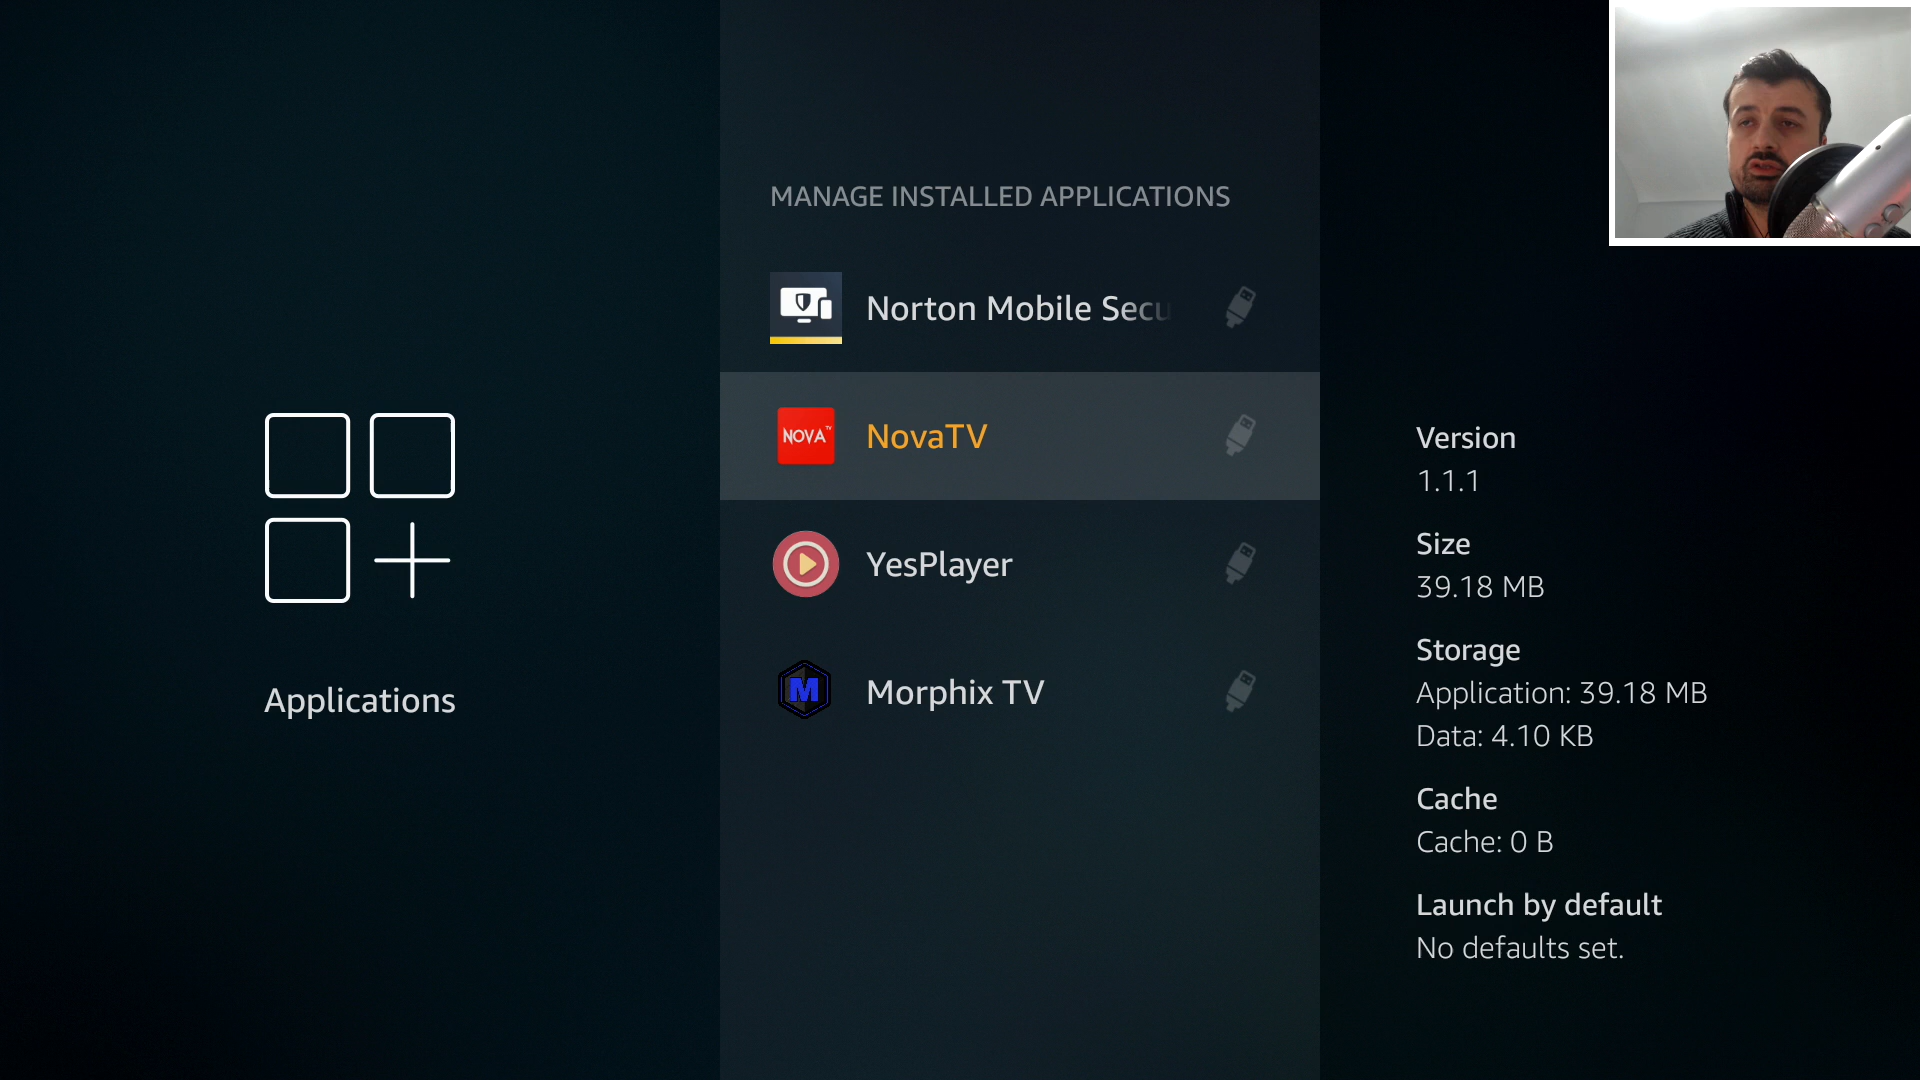 MANAGE INSTALLED APPLICATIONS
Norton Mobile Secu
NOVA TV
NovaTV
YesPlayer
M
Morphix TV
Applications
Version
1.1.1
Size
39.18 MB
Storage
Application: 39.18 MB
Data: 4.10 KB
Cache
Cache: 0 B
Launch by default
No defaults set.